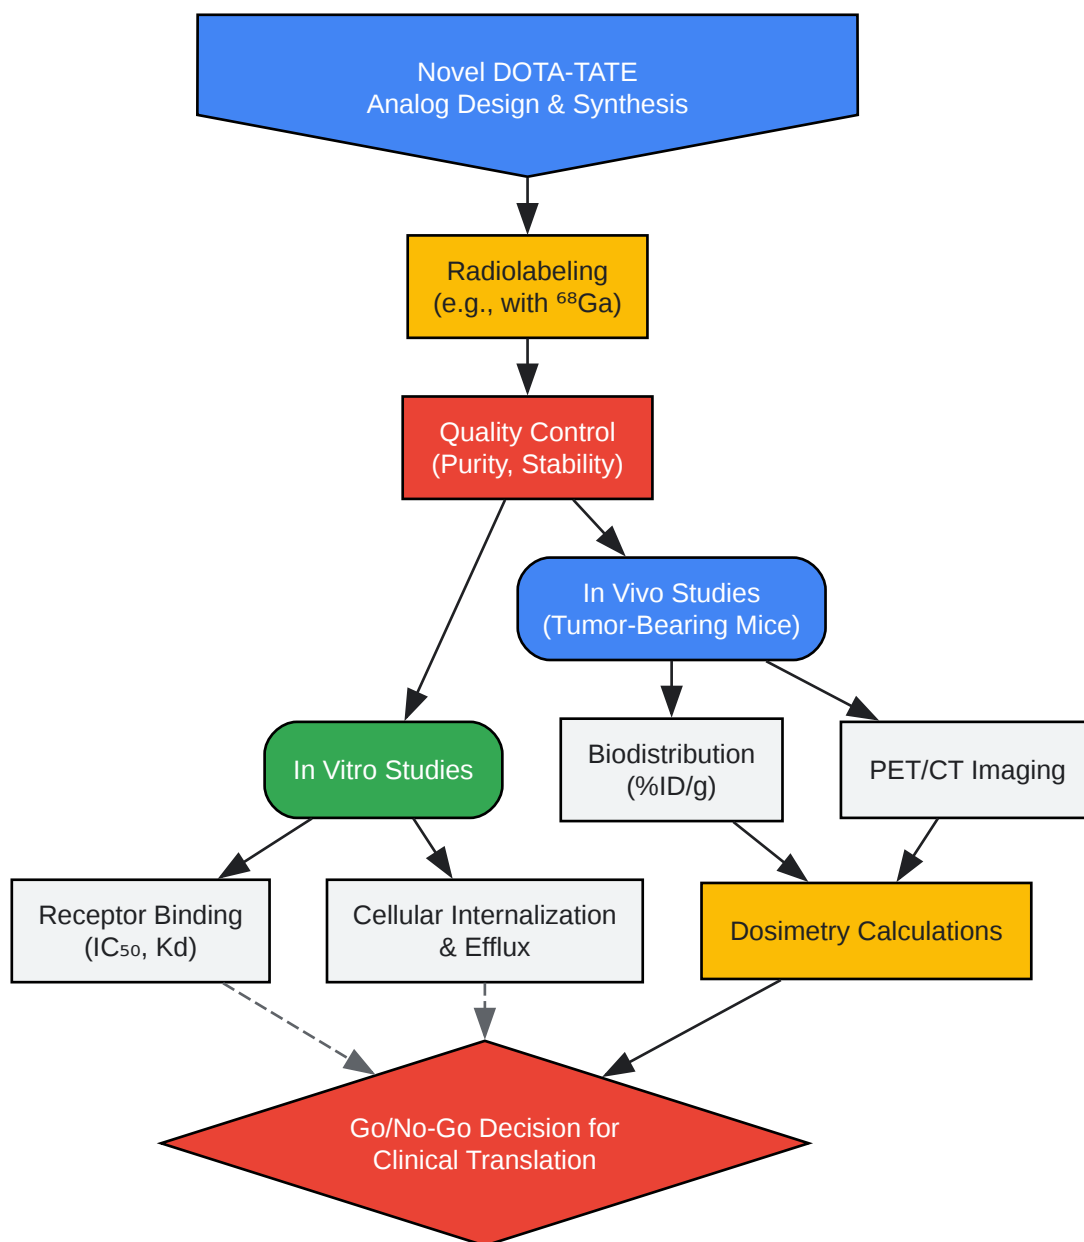 Novel DOTA-TATE
Analog Design & Synthesis
Radiolabeling
(e.g., with ⁶⁸Ga)
Quality Control
(Purity, Stability)
In Vivo Studies
(Tumor-Bearing Mice)
In Vitro Studies
Biodistribution
(%ID/g)
PET/CT Imaging
Receptor Binding
(IC₅₀, Kd)
Cellular Internalization
& Efflux
Dosimetry Calculations
Go/No-Go Decision for
Clinical Translation